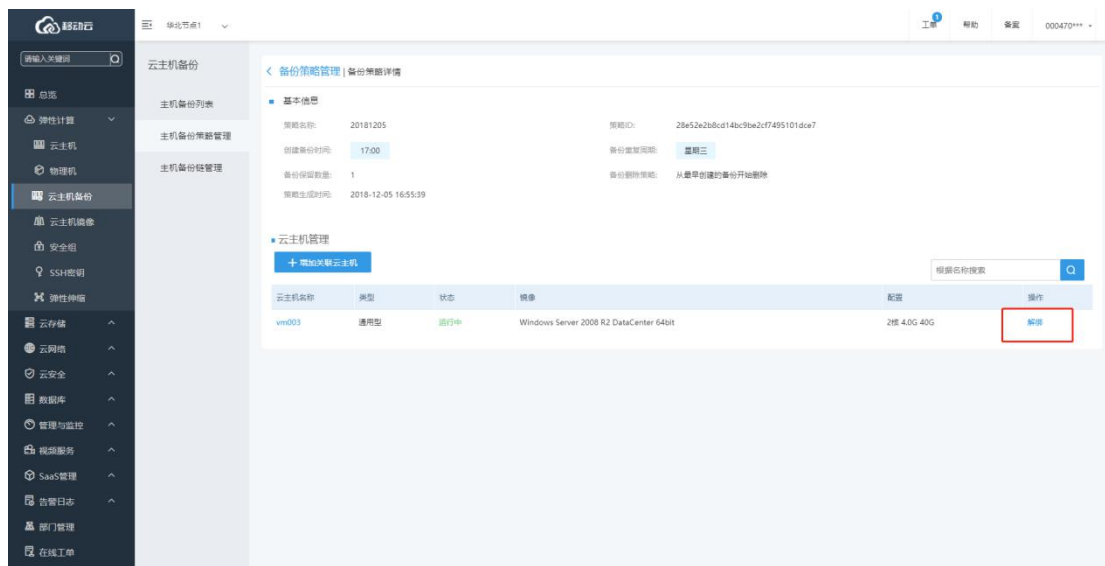 移动云
华北节点1
工单 1
帮助
备案
000470***
请输入关键词
总览
弹性计算
云主机
物理机
云主机备份
云主机镜像
安全组
SSH密钥
弹性伸缩
云存储
云网络
云安全
数据库
管理与监控
视频服务
SaaS管理
告警日志
部门管理
在线工单
云主机备份
主机备份列表
主机备份策略管理
主机备份链管理
备份策略管理 | 备份策略详情
基本信息
策略名称: 20181205 策略ID: 28e52e2b8cd14bc9be2cf7495101dce7
创建备份时间: 17:00 备份重复周期: 星期三
备份保留数量: 1 备份删除策略: 从最早创建的备份开始删除
策略生成时间: 2018-12-05 16:55:39
云主机管理
增加关联云主机
根据名称搜索
云主机名称 类型 状态 镜像 配置 操作
vm003 通用型 运行中 Windows Server 2008 R2 DataCenter 64bit 2核 4.0G 40G 解绑